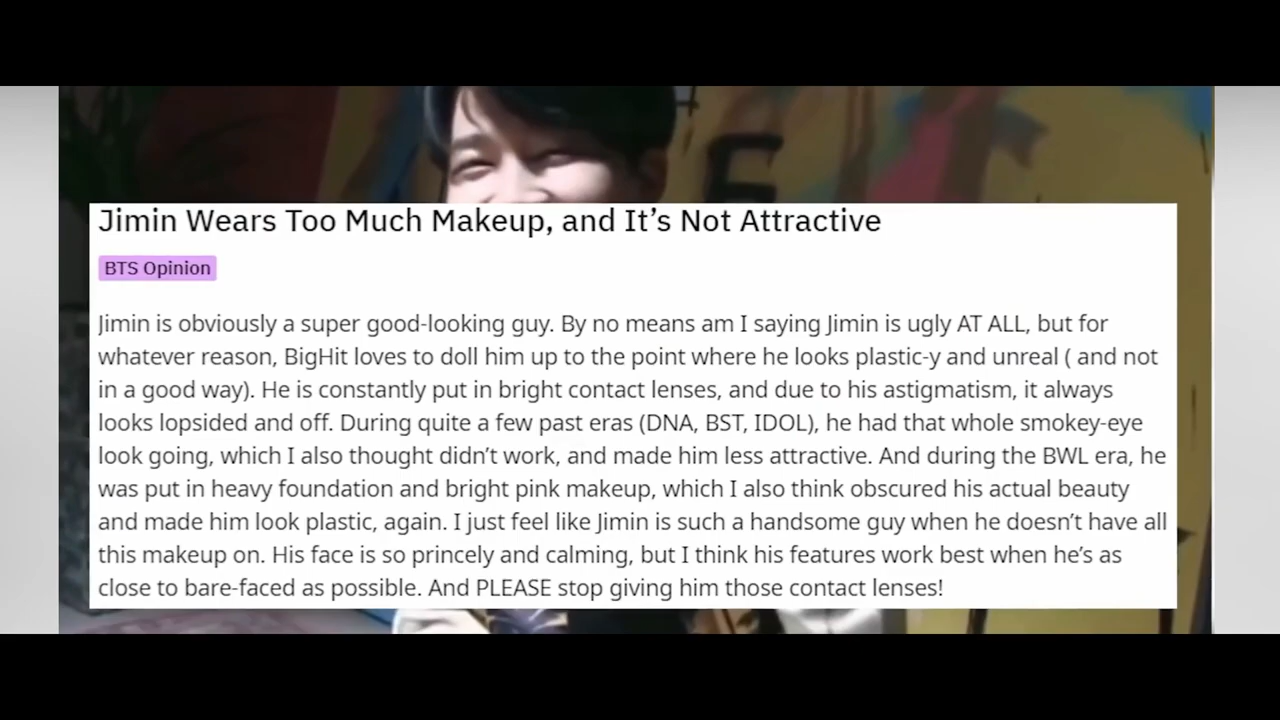 Jimin Wears Too Much Makeup, and It's Not Attractive
BTS Opinion
Jimin is obviously a super good-looking guy. By no means am I saying Jimin is ugly AT ALL, but for
whatever reason, BigHit loves to doll him up to the point where he looks plastic-y and unreal ( and not
in a good way). He is constantly put in bright contact lenses, and due to his astigmatism, it always
looks lopsided and off. During quite a few past eras (DNA, BST, IDOL), he had that whole smokey-eye
look going, which I also thought didn't work, and made him less attractive. And during the BWL era, he
was put in heavy foundation and bright pink makeup, which I also think obscured his actual beauty
and made him look plastic, again. I just feel like Jimin is such a handsome guy when he doesn't have all
this makeup on. His face is so princely and calming, but I think his features work best when he's as
close to bare-faced as possible. And PLEASE stop giving him those contact lenses!